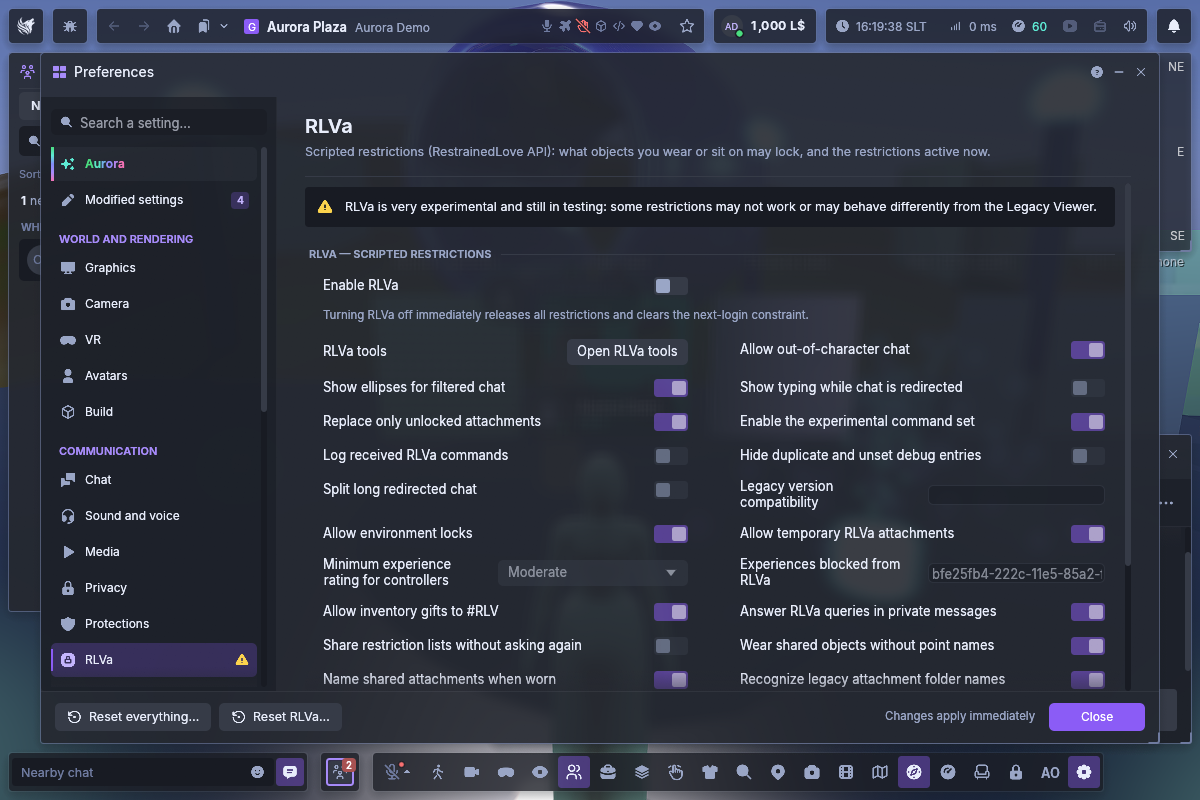 G Aurora Plaza Aurora Demo
AD 1,000 L$
16:19:38 SLT
0 ms
60
Preferences
NE
E
SE
Search a setting...
Aurora
Modified settings 4
WORLD AND RENDERING
Graphics
Camera
VR
Avatars
Build
COMMUNICATION
Chat
Sound and voice
Media
Privacy
Protections
RLVa
RLVa
Scripted restrictions (RestrainedLove API): what objects you wear or sit on may lock, and the restrictions active now.
RLVa is very experimental and still in testing: some restrictions may not work or may behave differently from the Legacy Viewer.
RLVA — SCRIPTED RESTRICTIONS
Enable RLVa
Turning RLVa off immediately releases all restrictions and clears the next-login constraint.
RLVa tools
Open RLVa tools
Allow out-of-character chat
Show ellipses for filtered chat
Show typing while chat is redirected
Replace only unlocked attachments
Enable the experimental command set
Log received RLVa commands
Hide duplicate and unset debug entries
Split long redirected chat
Legacy version
compatibility
Allow environment locks
Allow temporary RLVa attachments
Minimum experience
rating for controllers
Moderate
Experiences blocked from
RLVa
bfe25fb4-222c-11e5-85a2-
Allow inventory gifts to #RLV
Answer RLVa queries in private messages
Share restriction lists without asking again
Wear shared objects without point names
Name shared attachments when worn
Recognize legacy attachment folder names
Reset everything...
Reset RLVa...
Changes apply immediately
Close
Nearby chat
2
AO